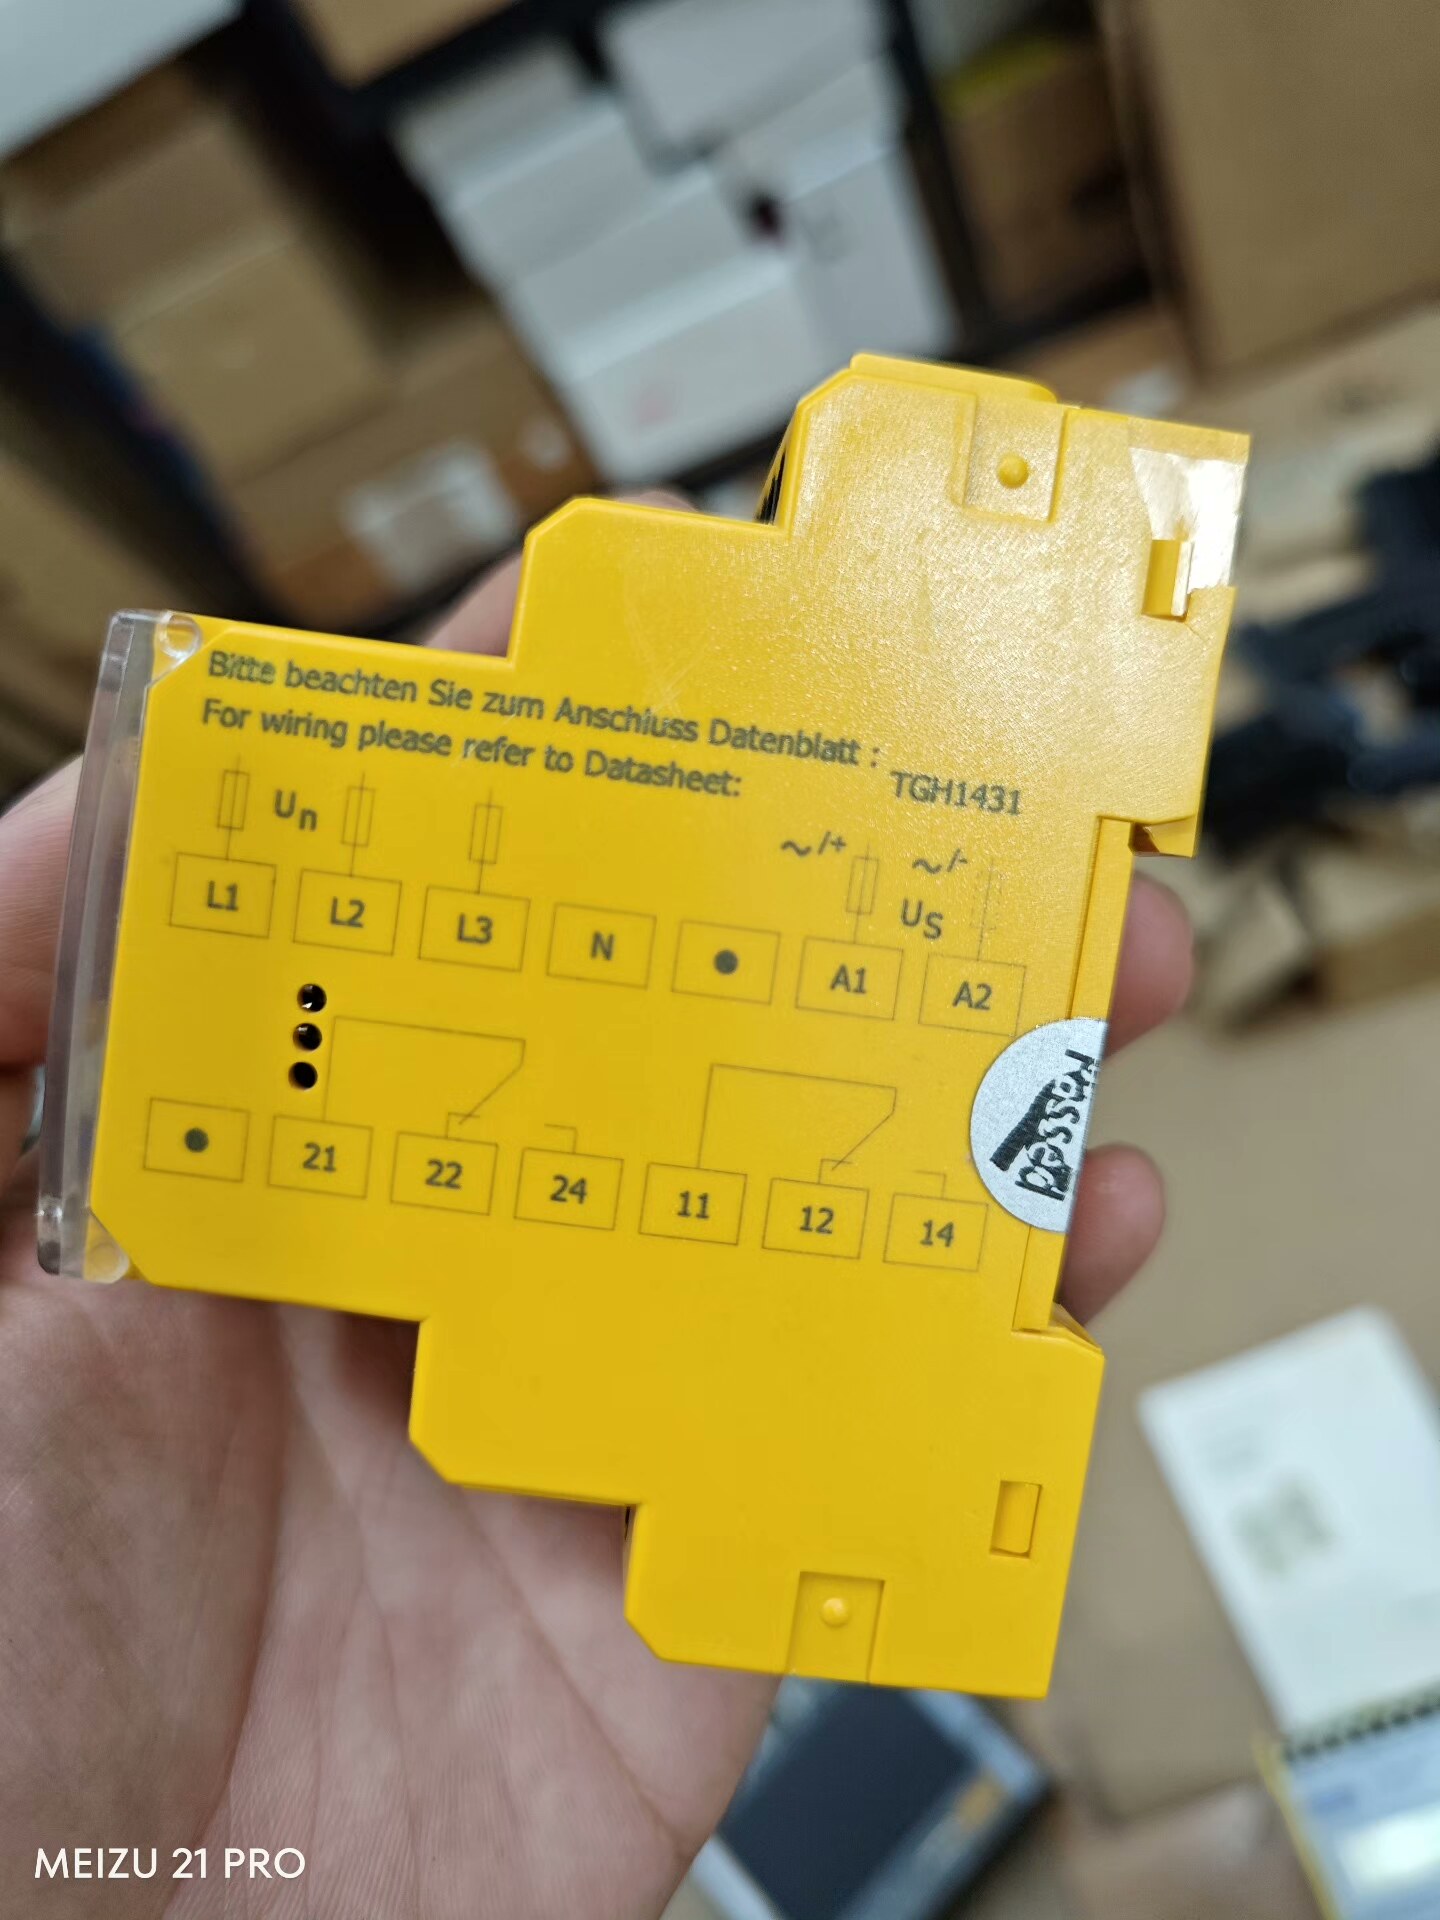 Bitte beachten Sie zum Anschluss Datenblatt :
For wiring please refer to Datasheet:
TGH1431
Un
~/+
~/-
Us
L1 L2 L3 N A1 A2
21 22 24 11 12 14
passed
MEIZU 21 PRO